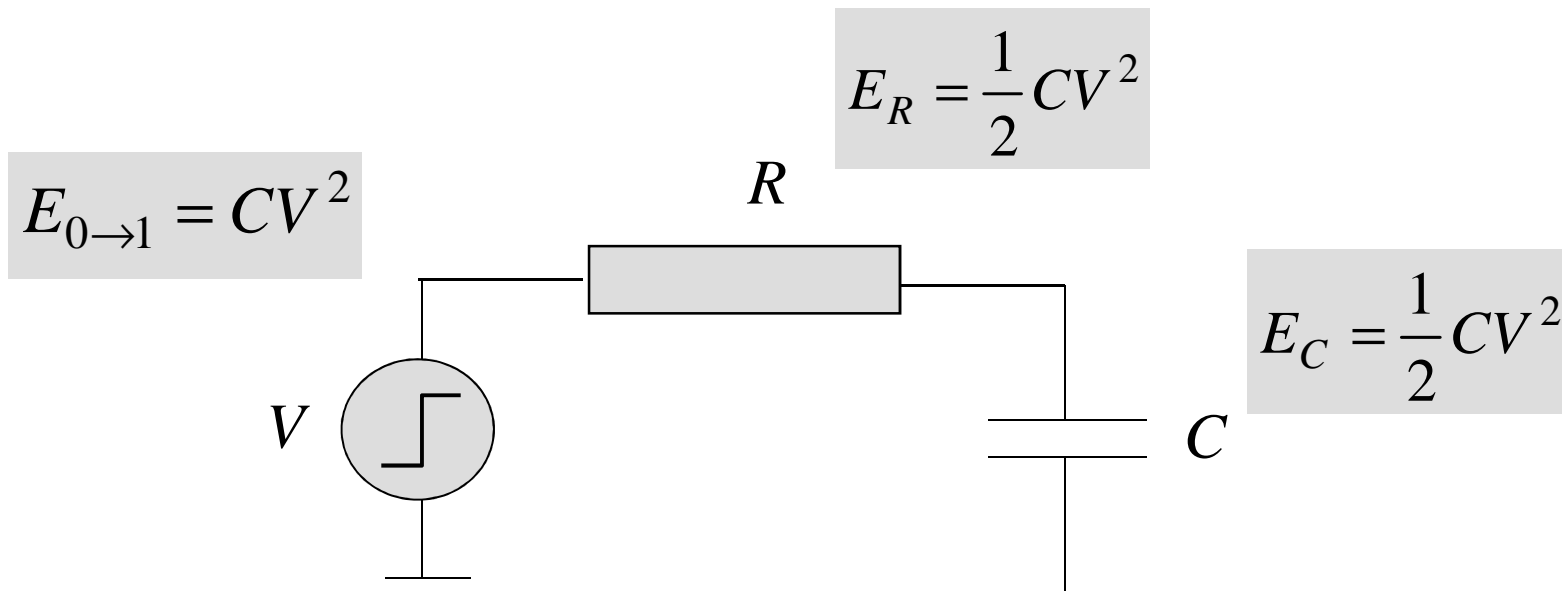 E_R = 1/2 CV^2
E_{0→1} = CV^2
R
E_C = 1/2 CV^2
V
C